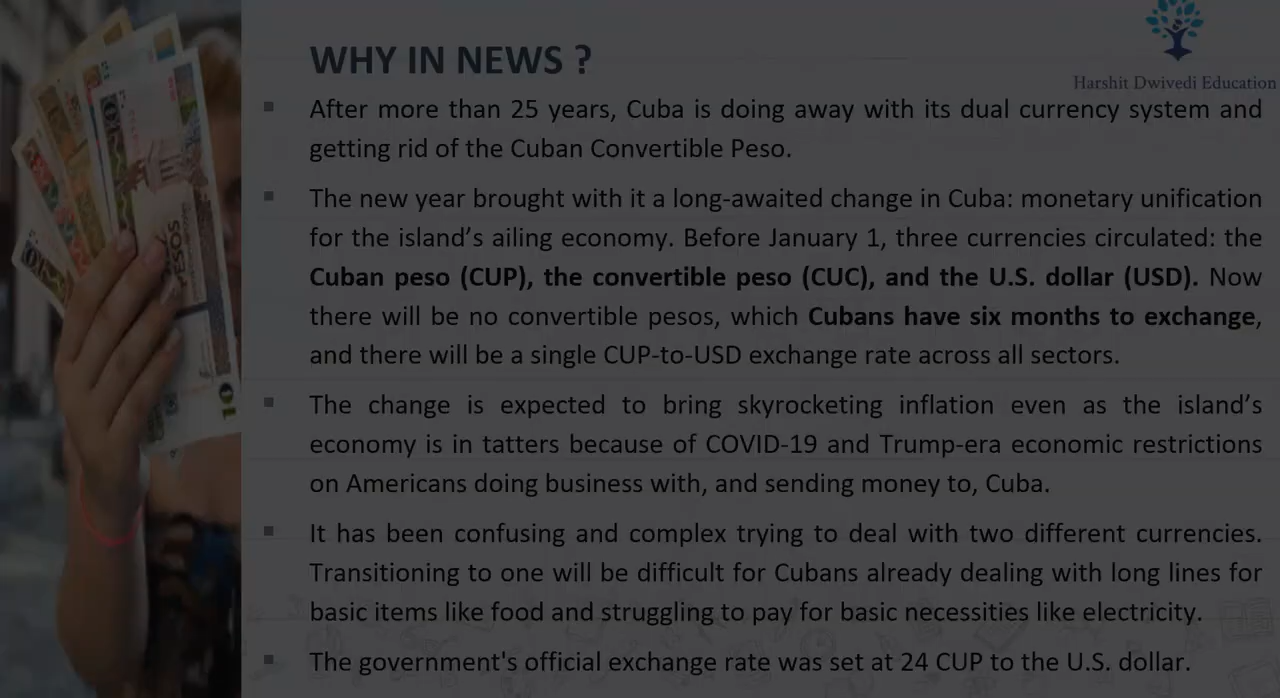 WHY IN NEWS ?
Harshit Dwivedi Education
After more than 25 years, Cuba is doing away with its dual currency system and
getting rid of the Cuban Convertible Peso.
The new year brought with it a long-awaited change in Cuba: monetary unification
for the island’s ailing economy. Before January 1, three currencies circulated: the
Cuban peso (CUP), the convertible peso (CUC), and the U.S. dollar (USD). Now
there will be no convertible pesos, which Cubans have six months to exchange,
and there will be a single CUP-to-USD exchange rate across all sectors.
The change is expected to bring skyrocketing inflation even as the island’s
economy is in tatters because of COVID-19 and Trump-era economic restrictions
on Americans doing business with, and sending money to, Cuba.
It has been confusing and complex trying to deal with two different currencies.
Transitioning to one will be difficult for Cubans already dealing with long lines for
basic items like food and struggling to pay for basic necessities like electricity.
The government's official exchange rate was set at 24 CUP to the U.S. dollar.
PESOS
10